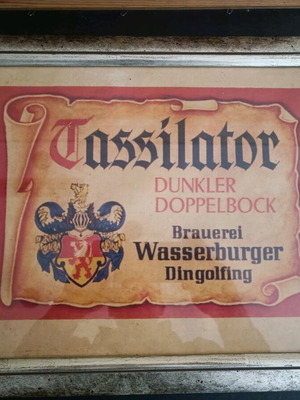 Tassilator
DUNKLER
DOPPELBOCK
Brauerei
Wasserburger
Dingolfing